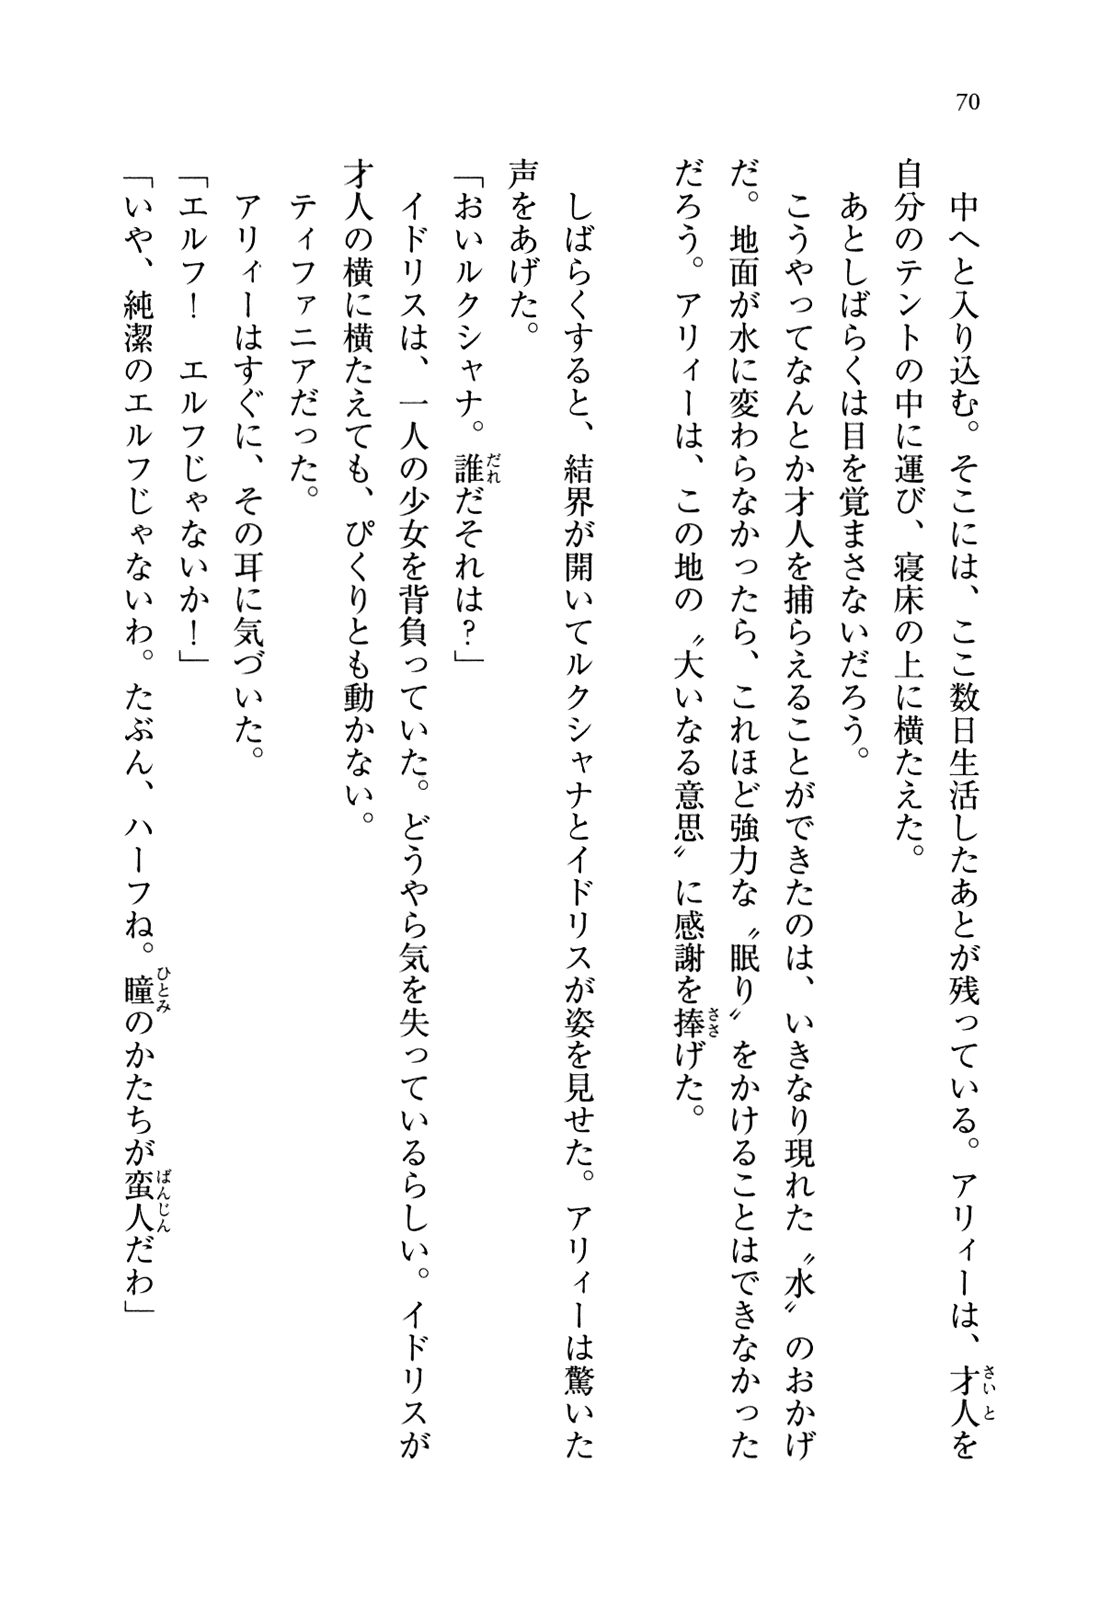 70
中へと入り込む。そこには、ここ数日生活したあとが残っている。アリィーは、才人を
自分のテントの中に運び、寝床の上に横たえた。
あとしばらくは目を覚まさないだろう。
こうやってなんとか才人を捕らえることができたのは、いきなり現れた〝水〟のおかげ
だ。地面が水に変わらなかったら、これほど強力な〝眠り〟をかけることはできなかった
だろう。アリィーは、この地の〝大いなる意思〟に感謝を捧げた。
しばらくすると、結界が開いてルクシャナとイドリスが姿を見せた。アリィーは驚いた
声をあげた。
「おいルクシャナ。誰だそれは？」
イドリスは、一人の少女を背負っていた。どうやら気を失っているらしい。イドリスが
才人の横に横たえても、ぴくりとも動かない。
ティファニアだった。
アリィーはすぐに、その耳に気づいた。
「エルフ！　エルフじゃないか！」
「いや、純潔のエルフじゃないわ。たぶん、ハーフね。瞳のかたちが蛮人だわ」
さいと
ささ
だれ
ひとみ
ばんじん